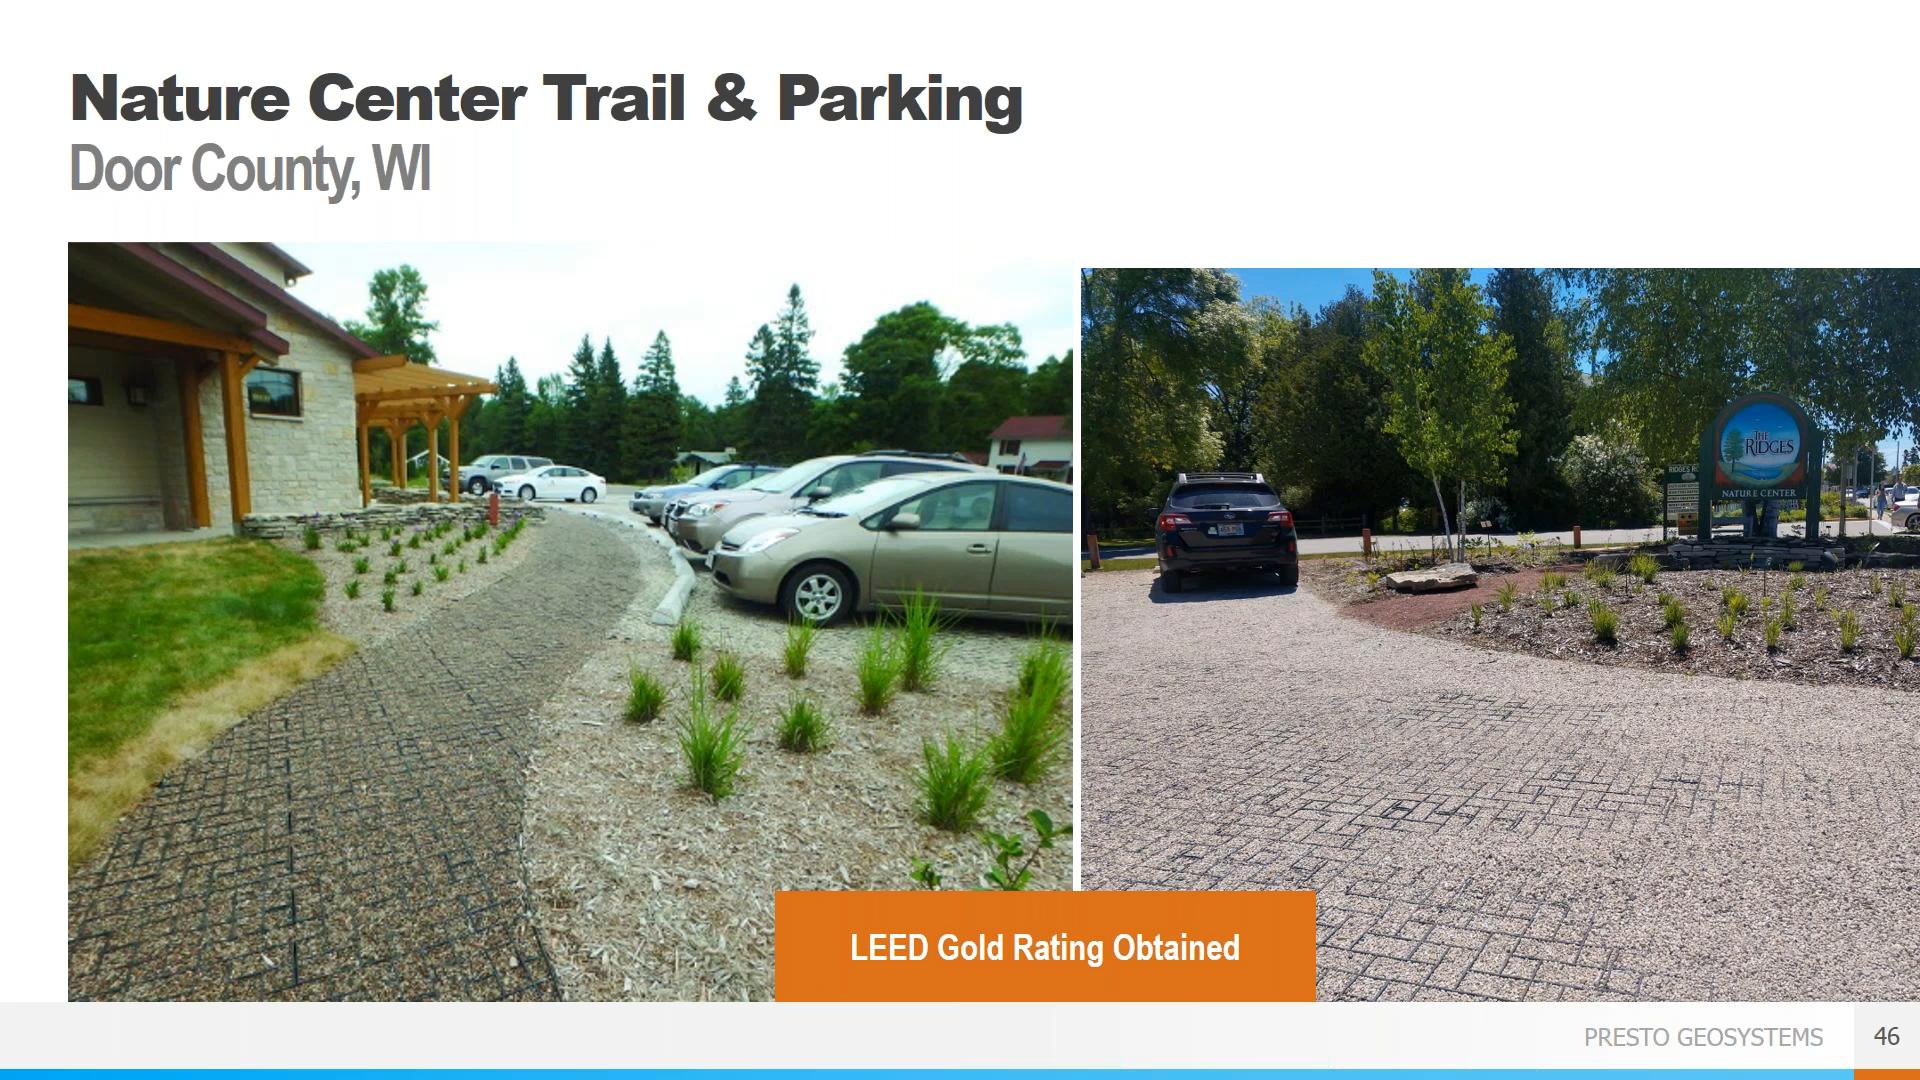 Nature Center Trail & Parking
Door County, WI
THE
RIDGES
NATURE CENTER
LEED Gold Rating Obtained
PRESTO GEOSYSTEMS
46